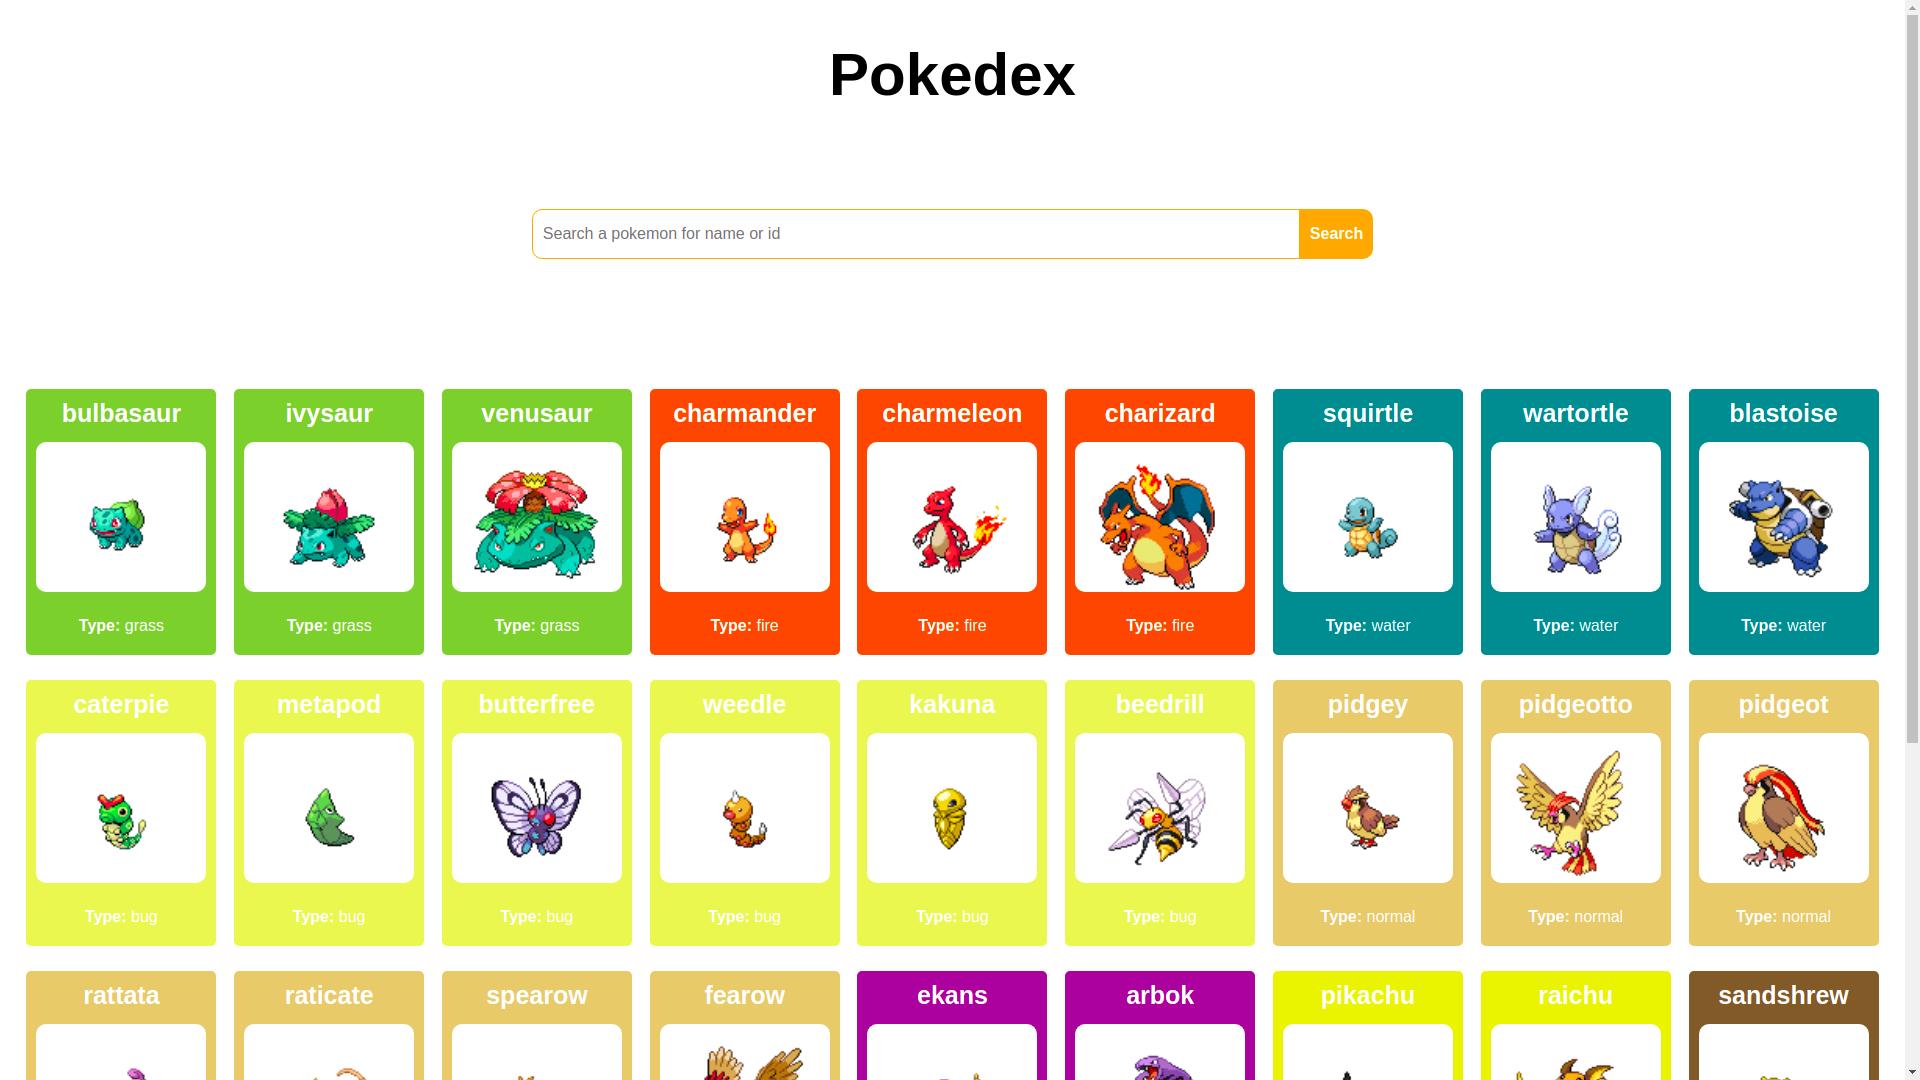 Pokedex
Search a pokemon for name or id
Search
bulbasaur
ivysaur
venusaur
charmander
charmeleon
charizard
squirtle
wartortle
blastoise
Type: grass
Type: grass
Type: grass
Type: fire
Type: fire
Type: fire
Type: water
Type: water
Type: water
caterpie
metapod
butterfree
weedle
kakuna
beedrill
pidgey
pidgeotto
pidgeot
Type: bug
Type: bug
Type: bug
Type: bug
Type: bug
Type: bug
Type: normal
Type: normal
Type: normal
rattata
raticate
spearow
fearow
ekans
arbok
pikachu
raichu
sandshrew